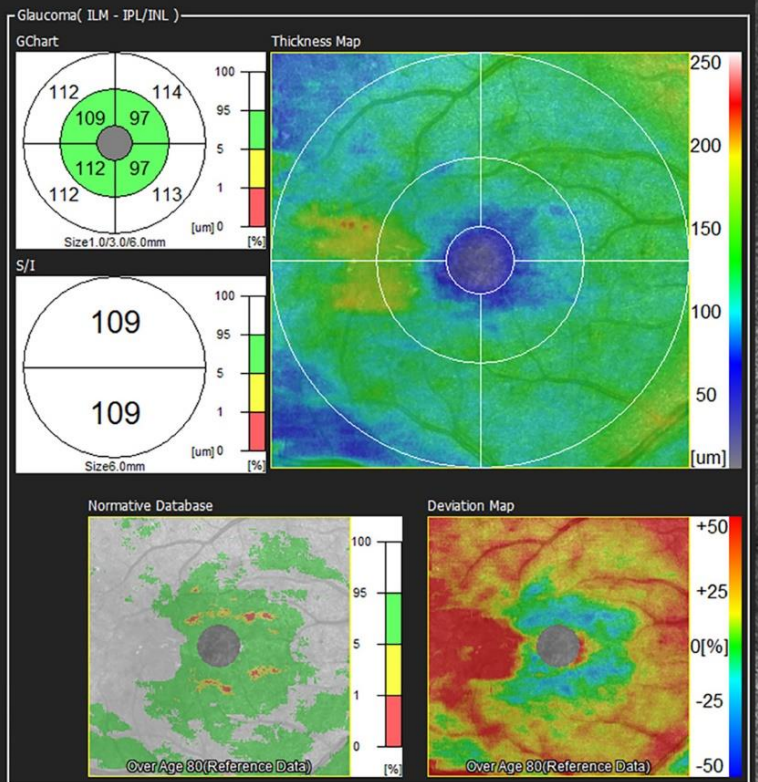 Glaucoma( ILM - IPL/INL )
GChart
112 114
109 97
112 97
112 113
Size1.0/3.0/6.0mm
100
95
5
1
[um] 0
[%]
S/I
109
109
Size6.0mm
100
95
5
1
[um] 0
[%]
Thickness Map
250
200
150
100
50
[um]
Normative Database
Over Age 80(Reference Data)
100
95
5
1
0
[%]
Deviation Map
Over Age 80(Reference Data)
+50
+25
0[%]
-25
-50